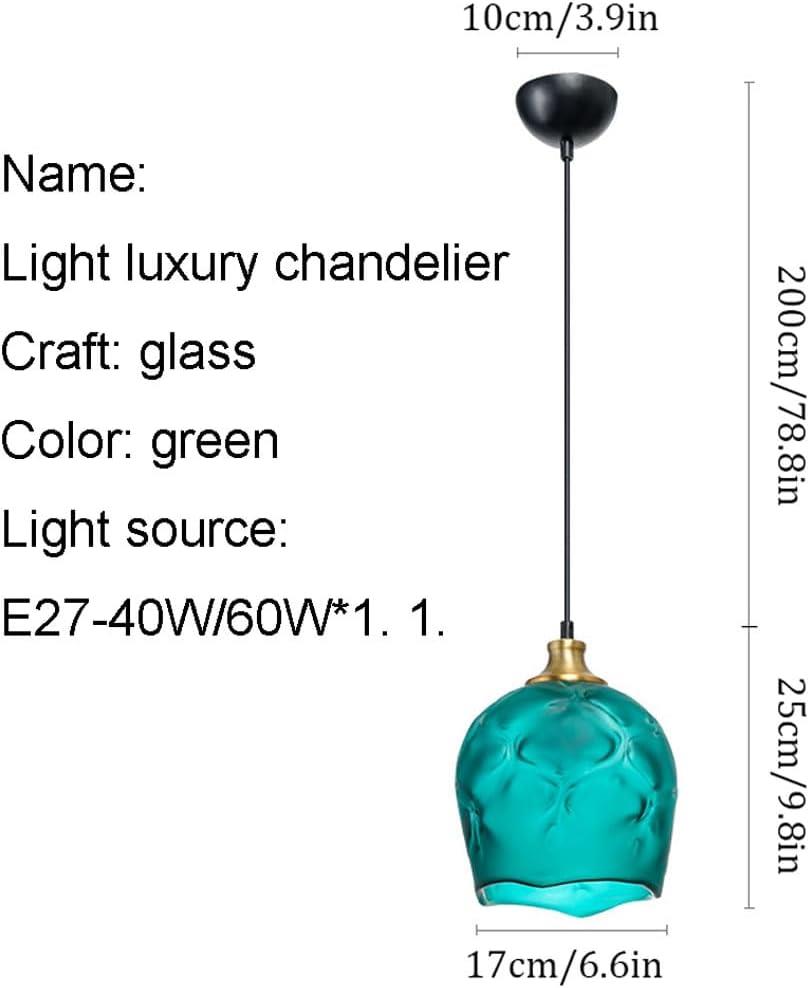 10cm/3.9in
Name:
Light luxury chandelier
Craft: glass
Color: green
Light source:
E27-40W/60W*1. 1.
200cm/78.8in
25cm/9.8in
17cm/6.6in